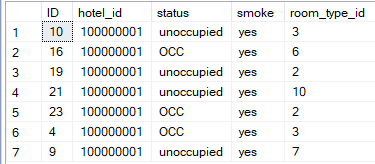 ID hotel_id status smoke room_type_id
1 10 100000001 unoccupied yes 3
2 16 100000001 OCC yes 6
3 19 100000001 unoccupied yes 2
4 21 100000001 unoccupied yes 10
5 23 100000001 OCC yes 2
6 4 100000001 OCC yes 3
7 9 100000001 unoccupied yes 7